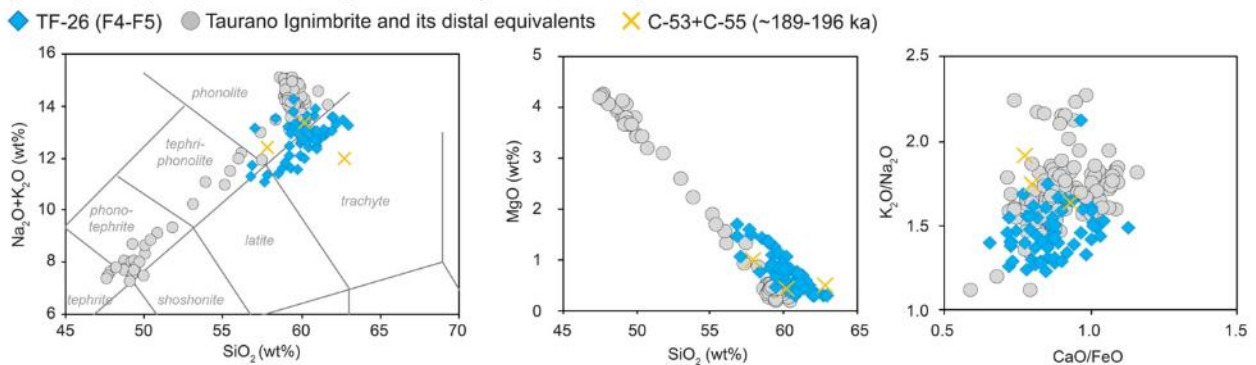 TF-26 (F4-F5) Taurano Ignimbrite and its distal equivalents C-53+C-55 (~189-196 ka)
16
14
12
10
8
6
Na₂O+K₂O (wt%)
phonolite
tephri-
phonolite
phono-
tephrite
tephrite
shoshonite
latite
trachyte
45 50 55 60 65 70
SiO₂ (wt%)
5
4
3
2
1
0
MgO (wt%)
45 50 55 60 65
SiO₂ (wt%)
2.5
2.0
1.5
1.0
K₂O/Na₂O
0.5 1.0 1.5
CaO/FeO